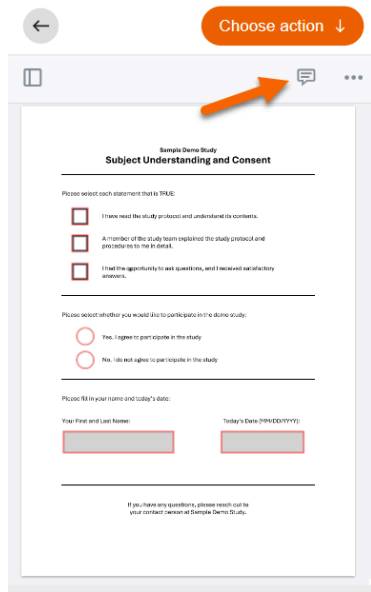 Choose action ↓
Sample Demo Study
Subject Understanding and Consent
Please select each statement that is TRUE:
I have read the study protocol and understand its contents.
A member of the study team explained the study protocol and
procedures to me in detail.
I had the opportunity to ask questions, and I received satisfactory
answers.
Please select whether you would like to participate in the demo study:
Yes, I agree to participate in the study
No, I do not agree to participate in the study
Please fill in your name and today's date:
Your First and Last Name:
Today's Date (MM/DD/YYYY):
If you have any questions, please reach out to
your contact person at Sample Demo Study.